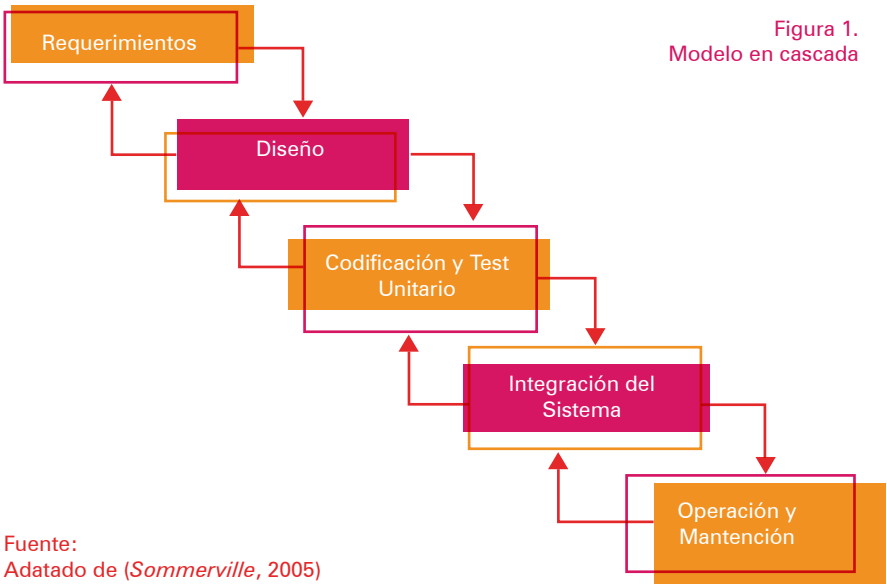 Figura 1.
Modelo en cascada
Requerimientos
Diseño
Codificación y Test
Unitario
Integración del
Sistema
Operación y
Mantención
Fuente:
Adatado de (Sommerville, 2005)